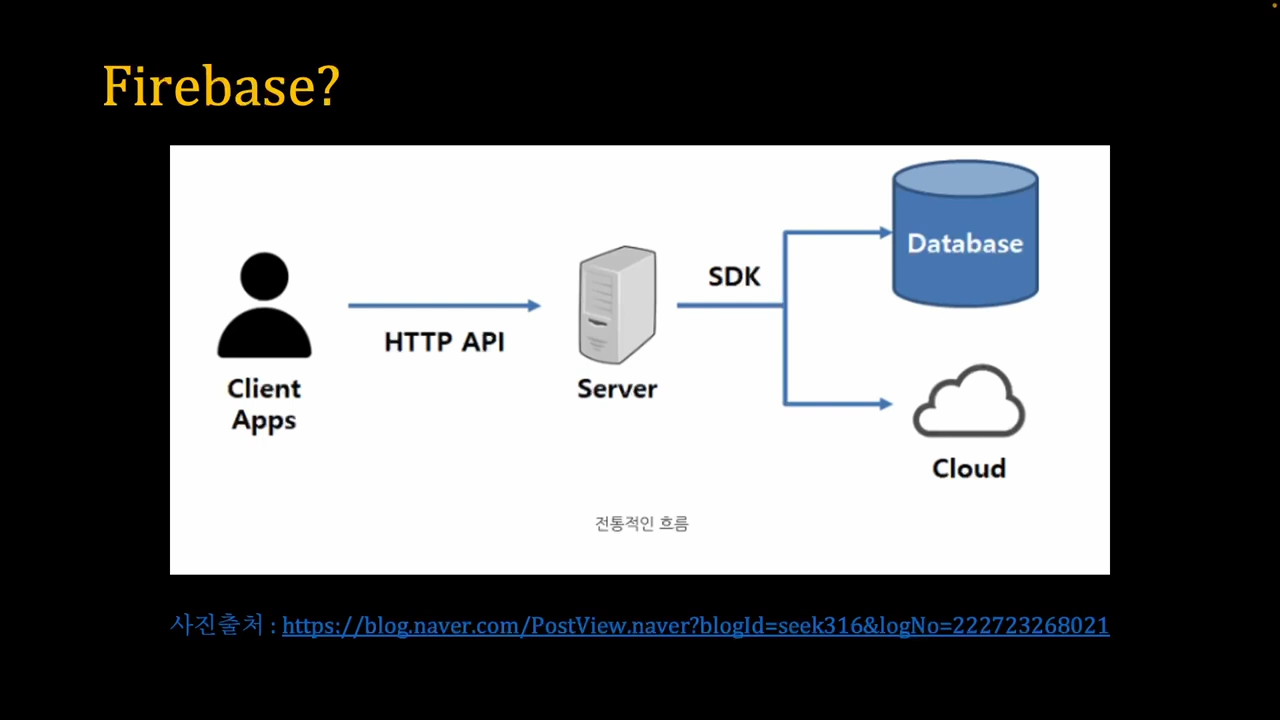 Firebase?
Database
SDK
HTTP API
Client
Apps
Server
Cloud
전통적인 흐름
사진출처 : https://blog.naver.com/PostView.naver?blogId=seek316&logNo=222723268021